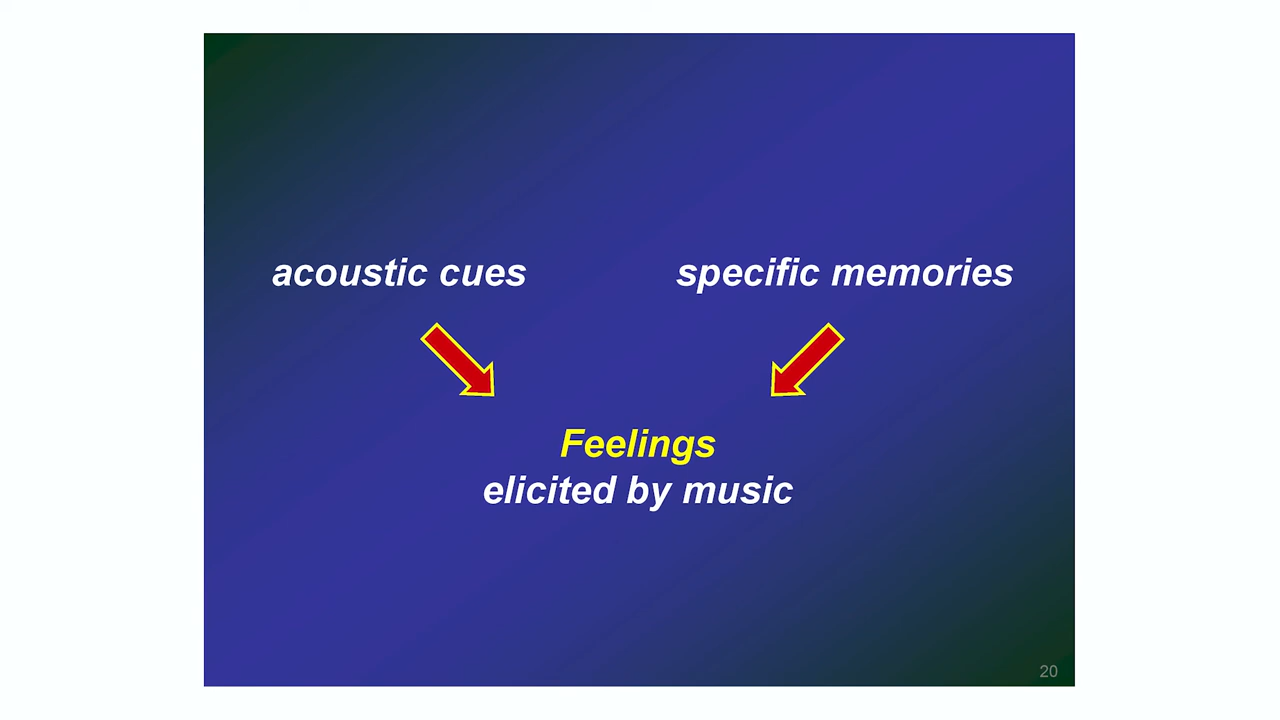 acoustic cues
specific memories
Feelings
elicited by music
20